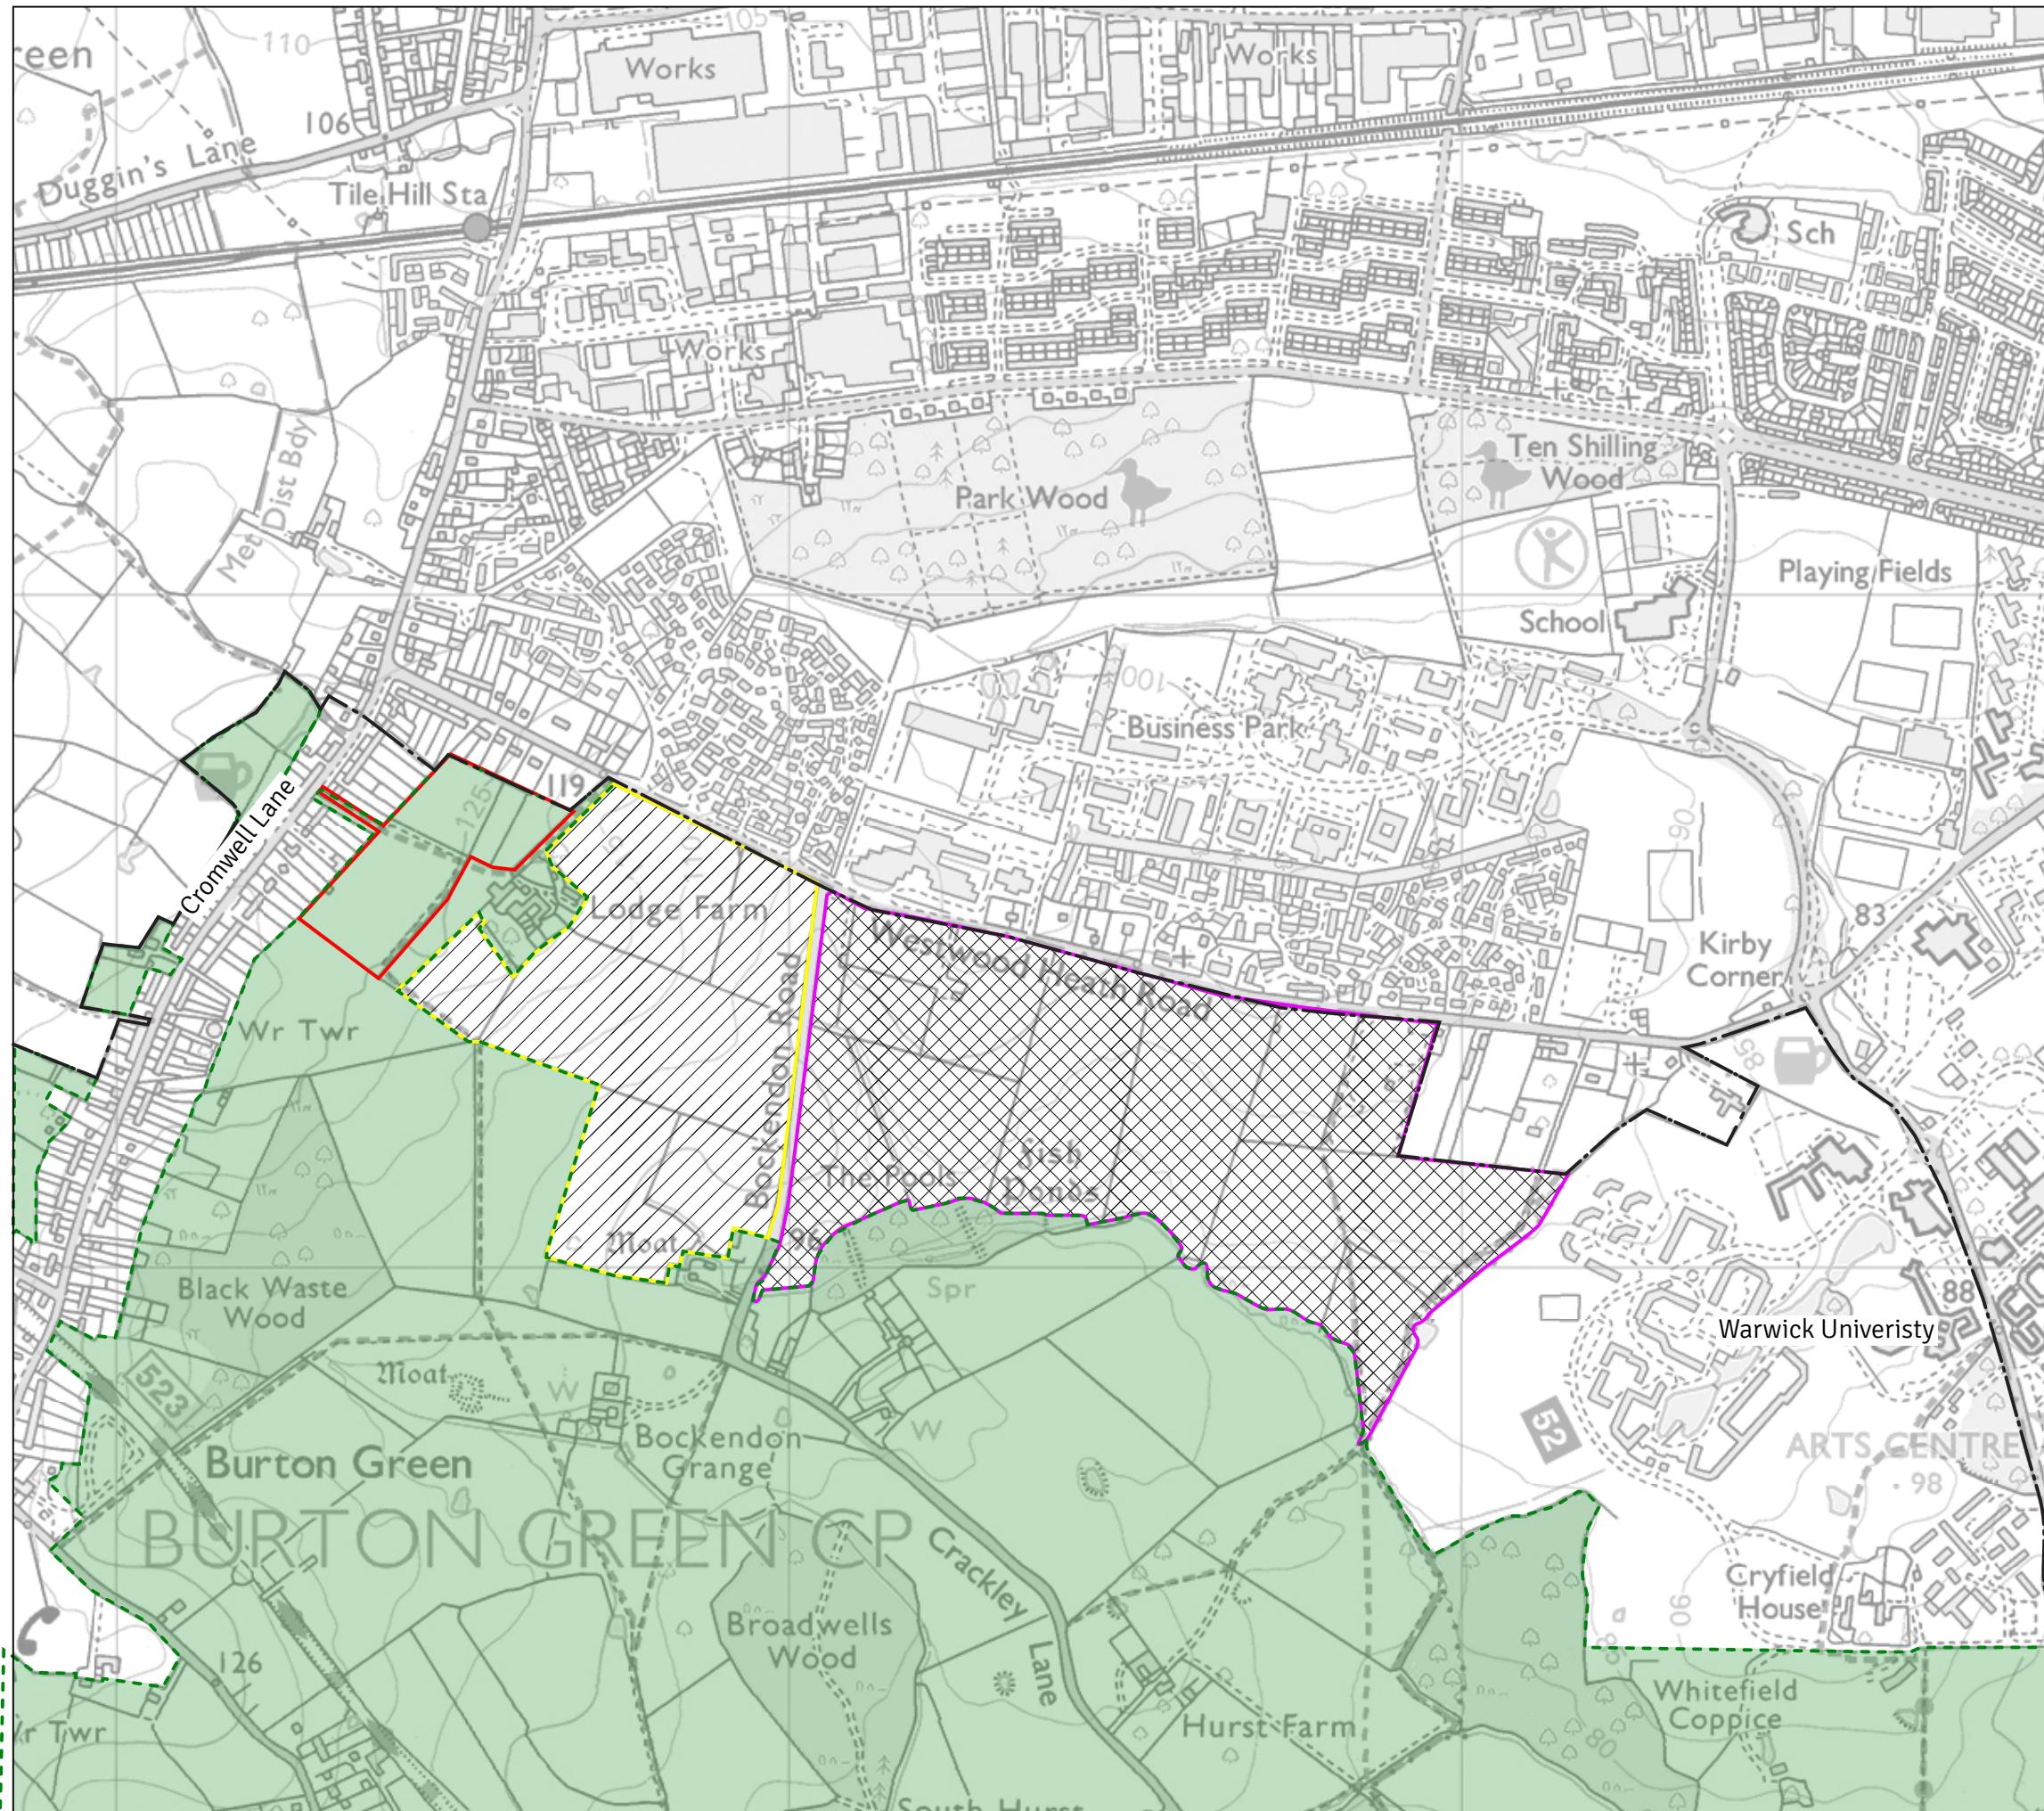 een
110
105
Works
Works
106
Duggin's Lane
Tile Hill Sta
Sch
Works
Met Dist Bdy
Park Wood
Ten Shilling
Wood
Playing Fields
School
100
Business Park
119
125
Cromwell Lane
90
Lodge Farm
Westwood Heath Road
83
Kirby
Corner
Wr Twr
Bockendon Road
85
The Pools
Fish
Ponds
Moat
96
Black Waste
Wood
Spr
88
Warwick Univeristy
Moat
W
523
W
52
Bockendon
Grange
Burton Green
ARTS CENTRE
98
BURTON GREEN CP
Crackley
Lane
Cryfield
House
90
Broadwells
Wood
126
Whitefield
Coppice
Hurst Farm
r Twr
80
South Hurst